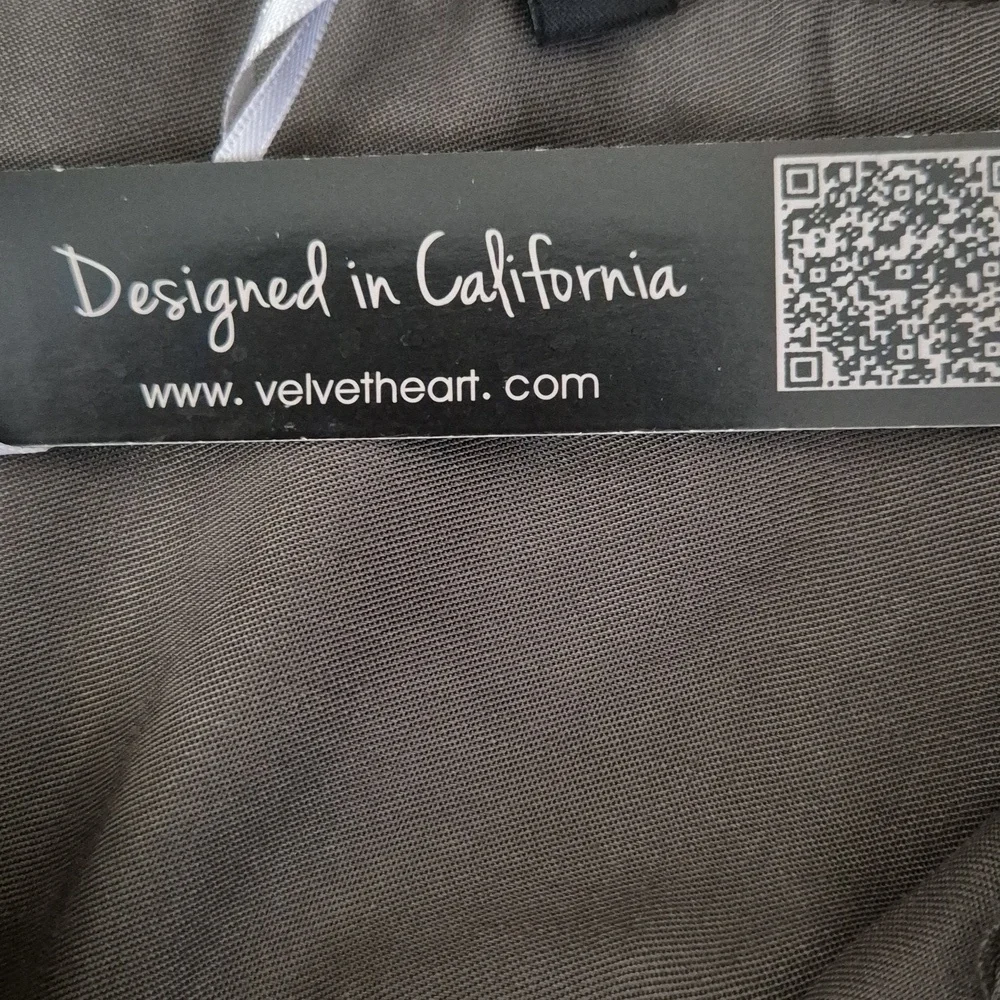 Designed in California
www. velvetheart. com